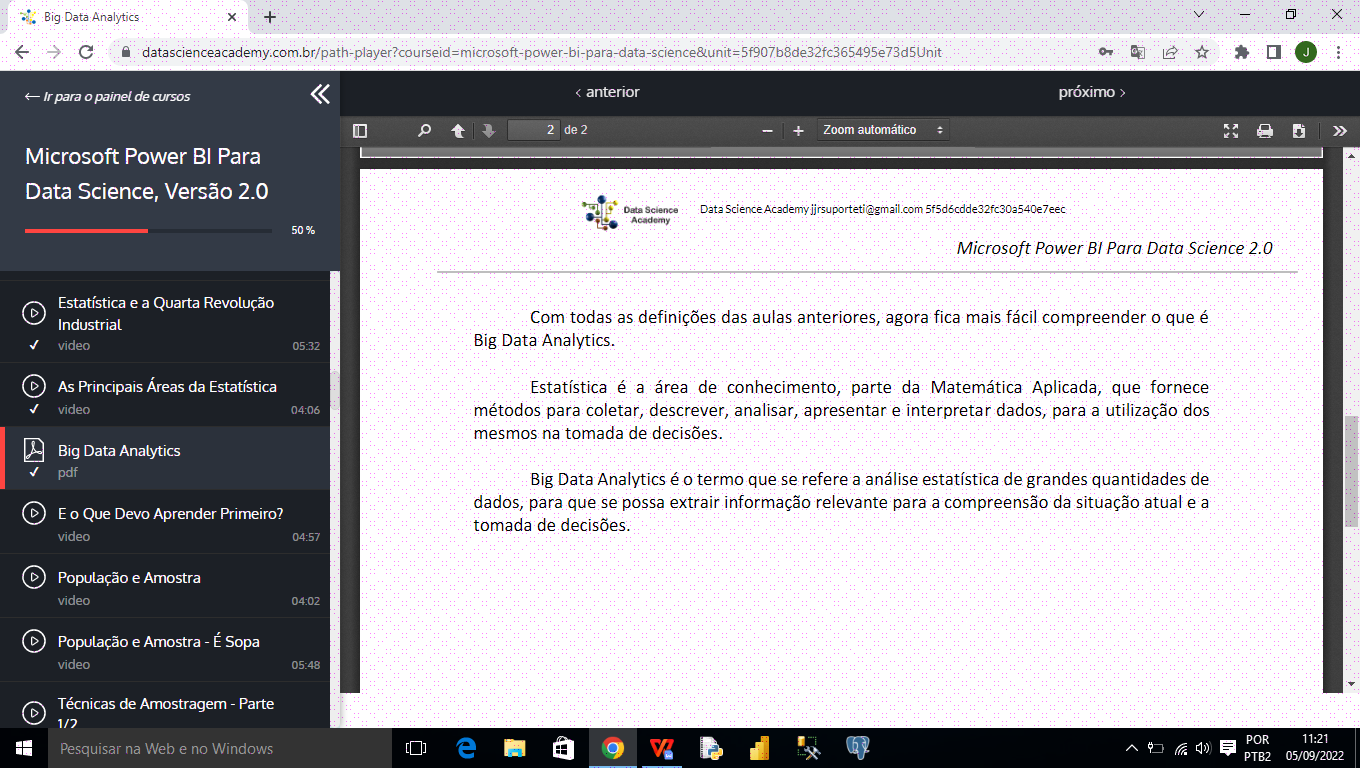 Big Data Analytics
datascienceacademy.com.br/path-player?courseid=microsoft-power-bi-para-data-science&unit=5f907b8de32fc365495e73d5Unit
J
← Ir para o painel de cursos
‹ anterior
próximo ›
2 de 2
Zoom automático
Microsoft Power BI Para
Data Science, Versão 2.0
50 %
Estatística e a Quarta Revolução
Industrial
video 05:32
As Principais Áreas da Estatística
video 04:06
Big Data Analytics
pdf
E o Que Devo Aprender Primeiro?
video 04:57
População e Amostra
video 04:02
População e Amostra - É Sopa
video 05:48
Técnicas de Amostragem - Parte
1/2
Data Science
Academy
Data Science Academy jjrsuporteti@gmail.com 5f5d6cdde32fc30a540e7eec
Microsoft Power BI Para Data Science 2.0
Com todas as definições das aulas anteriores, agora fica mais fácil compreender o que é
Big Data Analytics.
Estatística é a área de conhecimento, parte da Matemática Aplicada, que fornece
métodos para coletar, descrever, analisar, apresentar e interpretar dados, para a utilização dos
mesmos na tomada de decisões.
Big Data Analytics é o termo que se refere a análise estatística de grandes quantidades de
dados, para que se possa extrair informação relevante para a compreensão da situação atual e a
tomada de decisões.
Pesquisar na Web e no Windows
POR
PTB2
11:21
05/09/2022